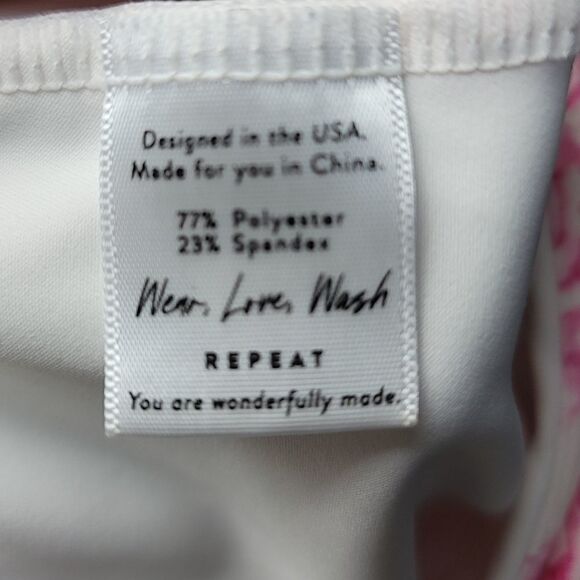 Designed in the USA.
Made for you in China.
77% Polyester
23% Spandex
Wear, Love, Wash
REPEAT
You are wonderfully made.